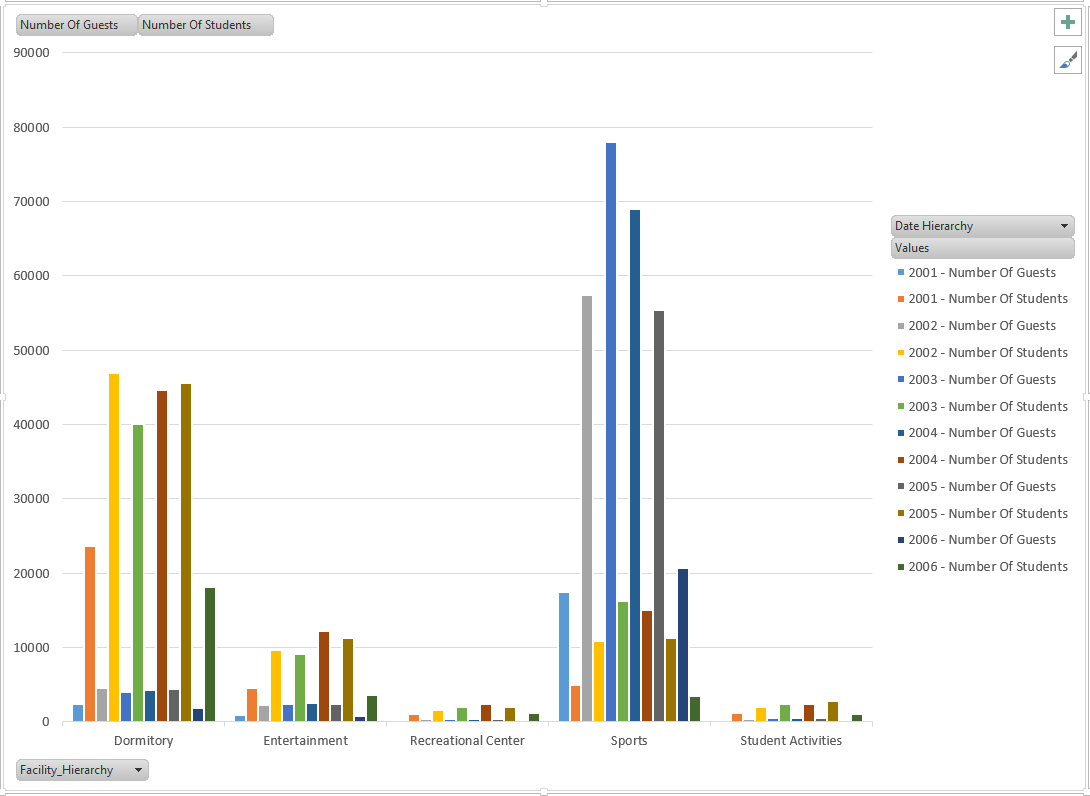 Number Of Guests Number Of Students
90000
80000
70000
60000
50000
40000
30000
20000
10000
0
Dormitory Entertainment Recreational Center Sports Student Activities
Facility_Hierarchy
Date Hierarchy
Values
2001 - Number Of Guests
2001 - Number Of Students
2002 - Number Of Guests
2002 - Number Of Students
2003 - Number Of Guests
2003 - Number Of Students
2004 - Number Of Guests
2004 - Number Of Students
2005 - Number Of Guests
2005 - Number Of Students
2006 - Number Of Guests
2006 - Number Of Students